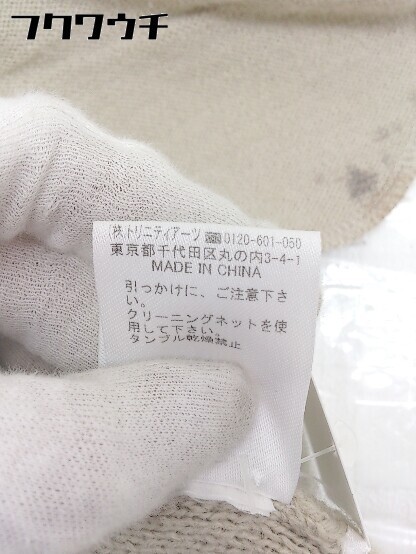 フクワウチ
(株)トリニティアーツ ☎0120-601-050
東京都千代田区丸の内3-4-1
MADE IN CHINA
引っかけに、ご注意下さ
い。
クリーニングネットを使
用して下さい。
タンブル乾燥禁止